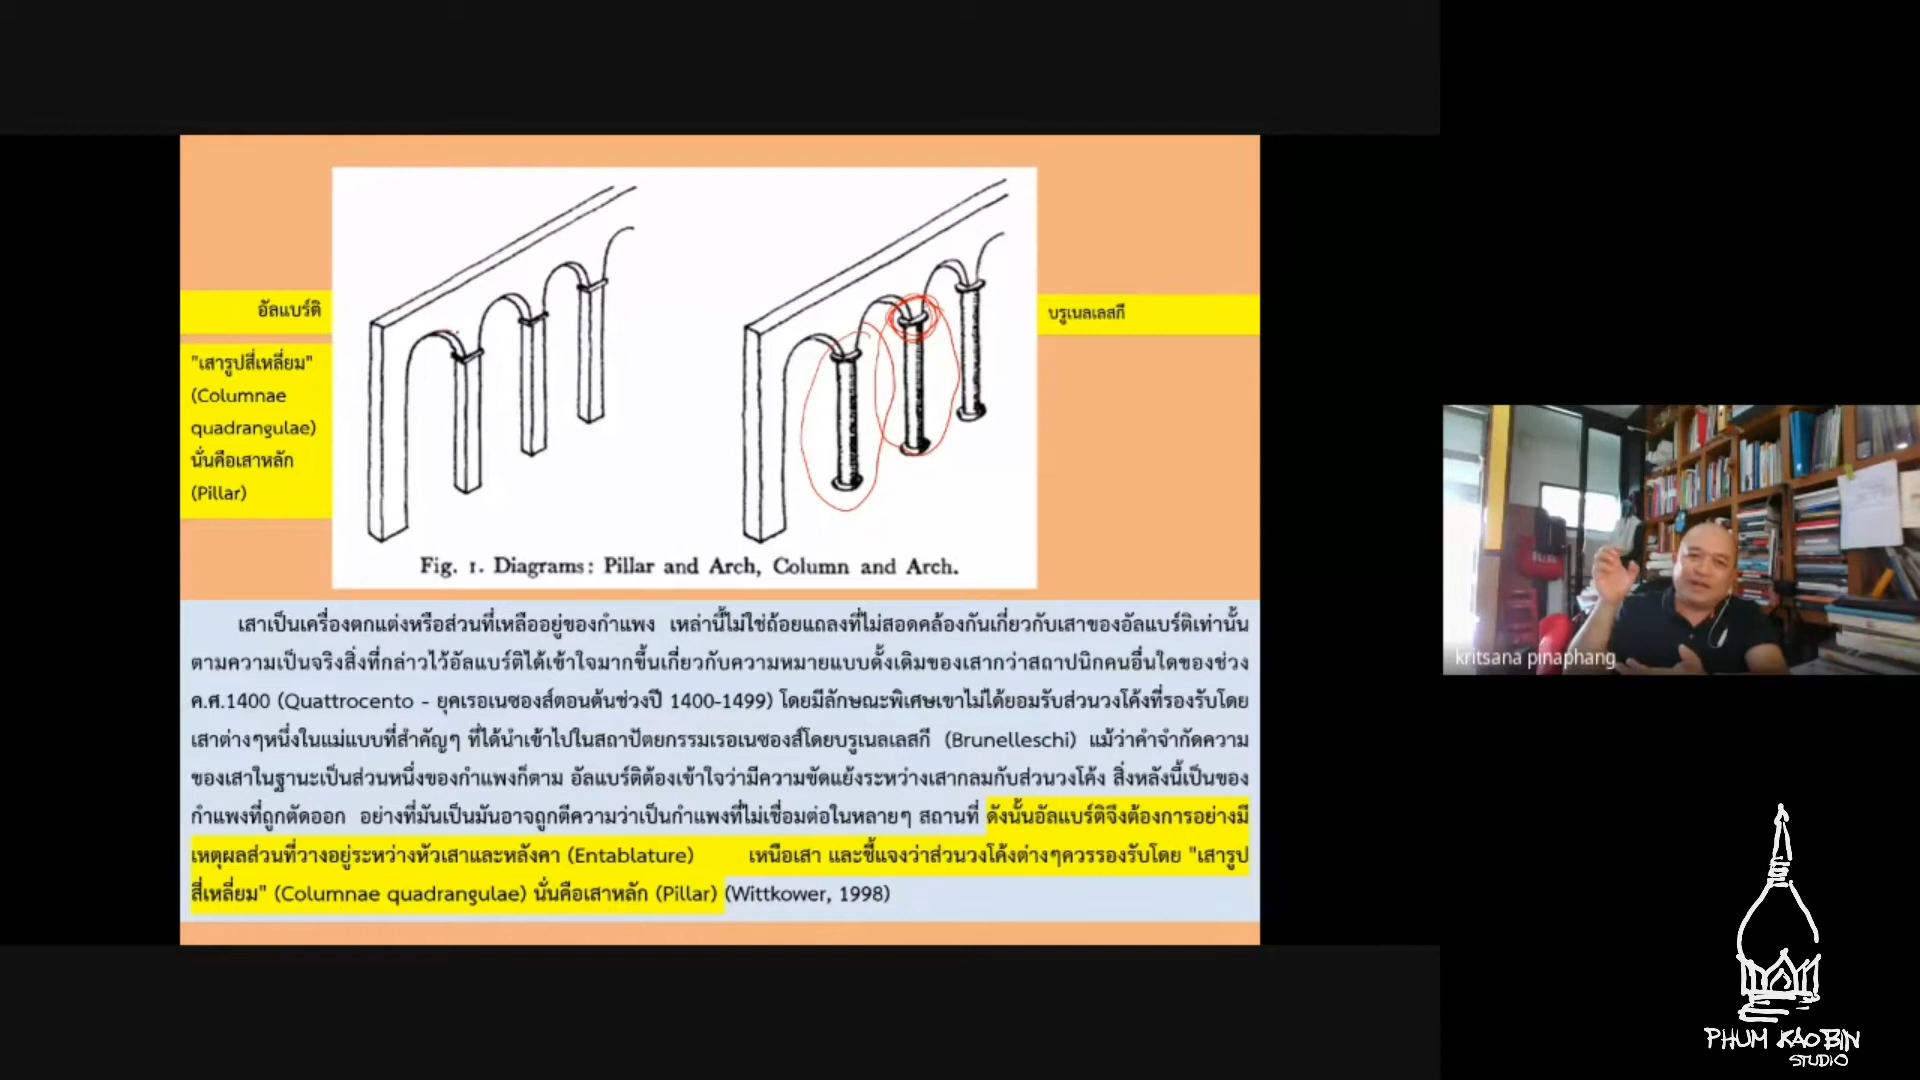 อัลแบร์ติ
"เสารูปสี่เหลี่ยม"
(Columnae
quadrangulae)
นั่นคือเสาหลัก
(Pillar)
บรูเนลเลสกี
Fig. 1. Diagrams: Pillar and Arch, Column and Arch.
เสาเป็นเครื่องตกแต่งหรือส่วนที่เหลืออยู่ของกำแพง เหล่านี้ไม่ใช่ถ้อยแถลงที่ไม่สอดคล้องกันเกี่ยวกับเสาของอัลแบร์ติเท่านั้น
ตามความเป็นจริงสิ่งที่กล่าวไว้อัลแบร์ติได้เข้าใจมากขึ้นเกี่ยวกับความหมายแบบดั้งเดิมของเสากว่าสถาปนิกคนอื่นใดของช่วง
ค.ศ.1400 (Quattrocento - ยุคเรอเนซองส์ตอนต้นช่วงปี 1400-1499) โดยมีลักษณะพิเศษเขาไม่ได้ยอมรับส่วนวงโค้งที่รองรับโดย
เสาต่างๆหนึ่งในแม่แบบที่สำคัญๆ ที่ได้นำเข้าไปในสถาปัตยกรรมเรอเนซองส์โดยบรูเนลเลสกี (Brunelleschi) แม้ว่าคำจำกัดความ
ของเสาในฐานะเป็นส่วนหนึ่งของกำแพงก็ตาม อัลแบร์ติต้องเข้าใจว่ามีความขัดแย้งระหว่างเสากลมกับส่วนวงโค้ง สิ่งหลังนี้เป็นของ
กำแพงที่ถูกตัดออก อย่างที่มันเป็นมันอาจถูกตีความว่าเป็นกำแพงที่ไม่เชื่อมต่อในหลายๆ สถานที่ ดังนั้นอัลแบร์ติจึงต้องการอย่างมี
เหตุผลส่วนที่วางอยู่ระหว่างหัวเสาและหลังคา (Entablature) เหนือเสา และชี้แจงว่าส่วนวงโค้งต่างๆควรรองรับโดย "เสารูป
สี่เหลี่ยม" (Columnae quadrangulae) นั่นคือเสาหลัก (Pillar) (Wittkower, 1998)
kritsana pinaphang
PHUM KAOBIN
STUDIO